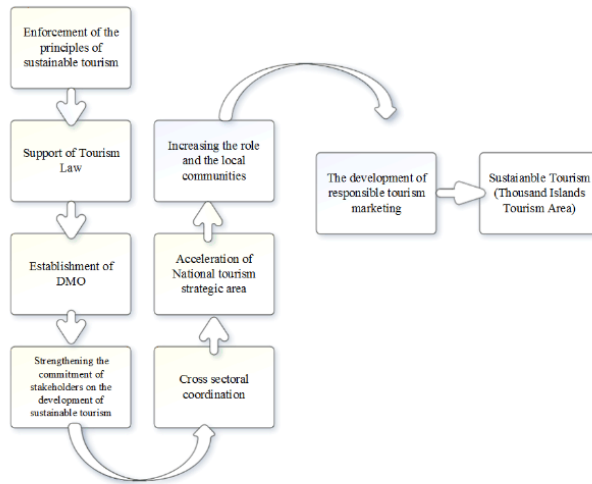 Enforcement of the
principles of
sustainable tourism
Support of Tourism
Law
Establishment of
DMO
Strengthening the
commitment of
stakeholders on the
development of
sustainable tourism
Cross sectoral
coordination
Acceleration of
National tourism
strategic area
Increasing the role
and the local
communities
The development of
responsible tourism
marketing
Sustaianble Tourism
(Thousand Islands
Tourism Area)